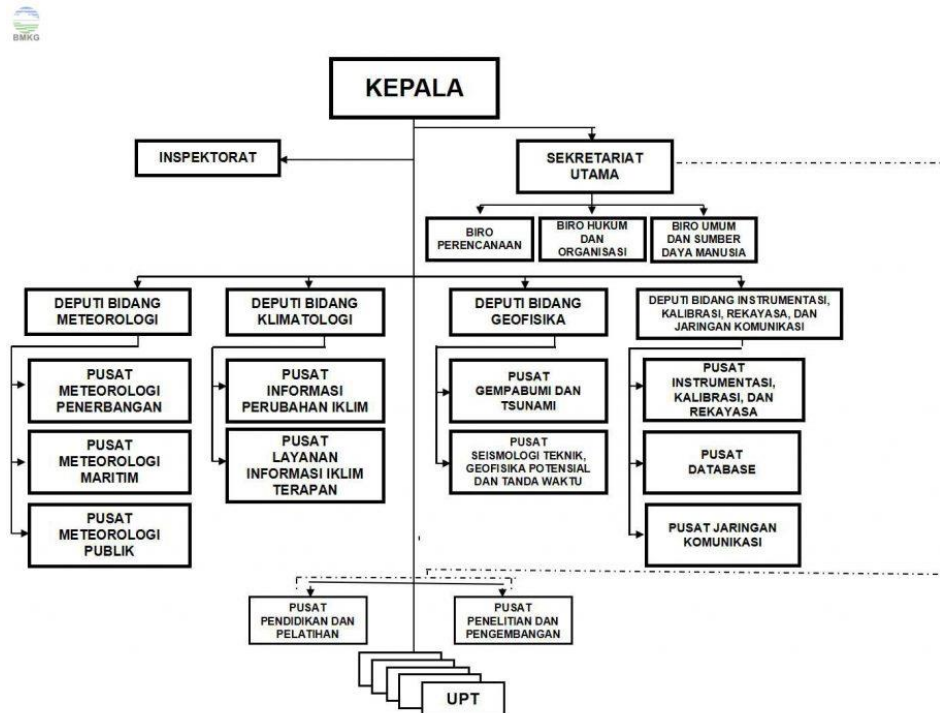 BMKG
KEPALA
INSPEKTORAT
SEKRETARIAT
UTAMA
BIRO
PERENCANAAN
BIRO HUKUM
DAN
ORGANISASI
BIRO UMUM
DAN SUMBER
DAYA MANUSIA
DEPUTI BIDANG
METEOROLOGI
DEPUTI BIDANG
KLIMATOLOGI
DEPUTI BIDANG
GEOFISIKA
DEPUTI BIDANG INSTRUMENTASI,
KALIBRASI, REKAYASA, DAN
JARINGAN KOMUNIKASI
PUSAT
METEOROLOGI
PENERBANGAN
PUSAT
INFORMASI
PERUBAHAN IKLIM
PUSAT
GEMPABUMI DAN
TSUNAMI
PUSAT
INSTRUMENTASI,
KALIBRASI, DAN
REKAYASA
PUSAT
METEOROLOGI
MARITIM
PUSAT
LAYANAN
INFORMASI IKLIM
TERAPAN
PUSAT
SEISMOLOGI TEKNIK,
GEOFISIKA POTENSIAL
DAN TANDA WAKTU
PUSAT
DATABASE
PUSAT
METEOROLOGI
PUBLIK
PUSAT JARINGAN
KOMUNIKASI
PUSAT
PENDIDIKAN DAN
PELATIHAN
PUSAT
PENELITIAN DAN
PENGEMBANGAN
UPT